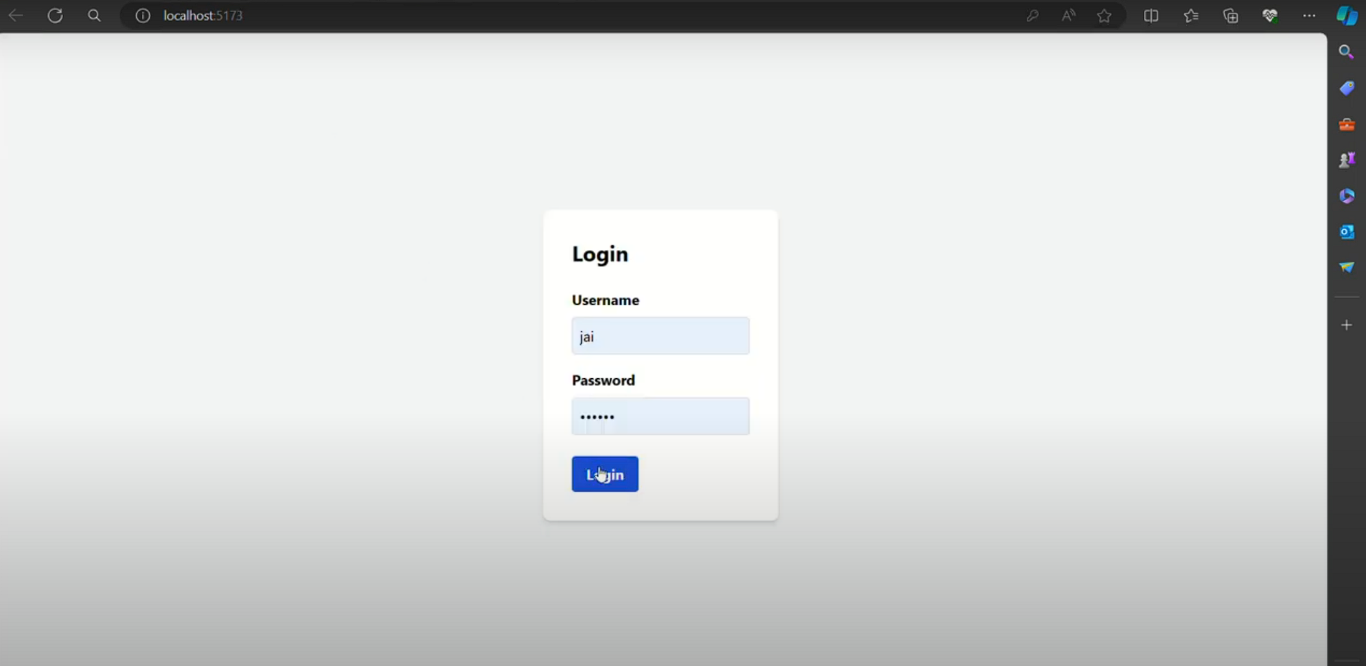 localhost:5173
Login
Username
jai
Password
••••••
Login